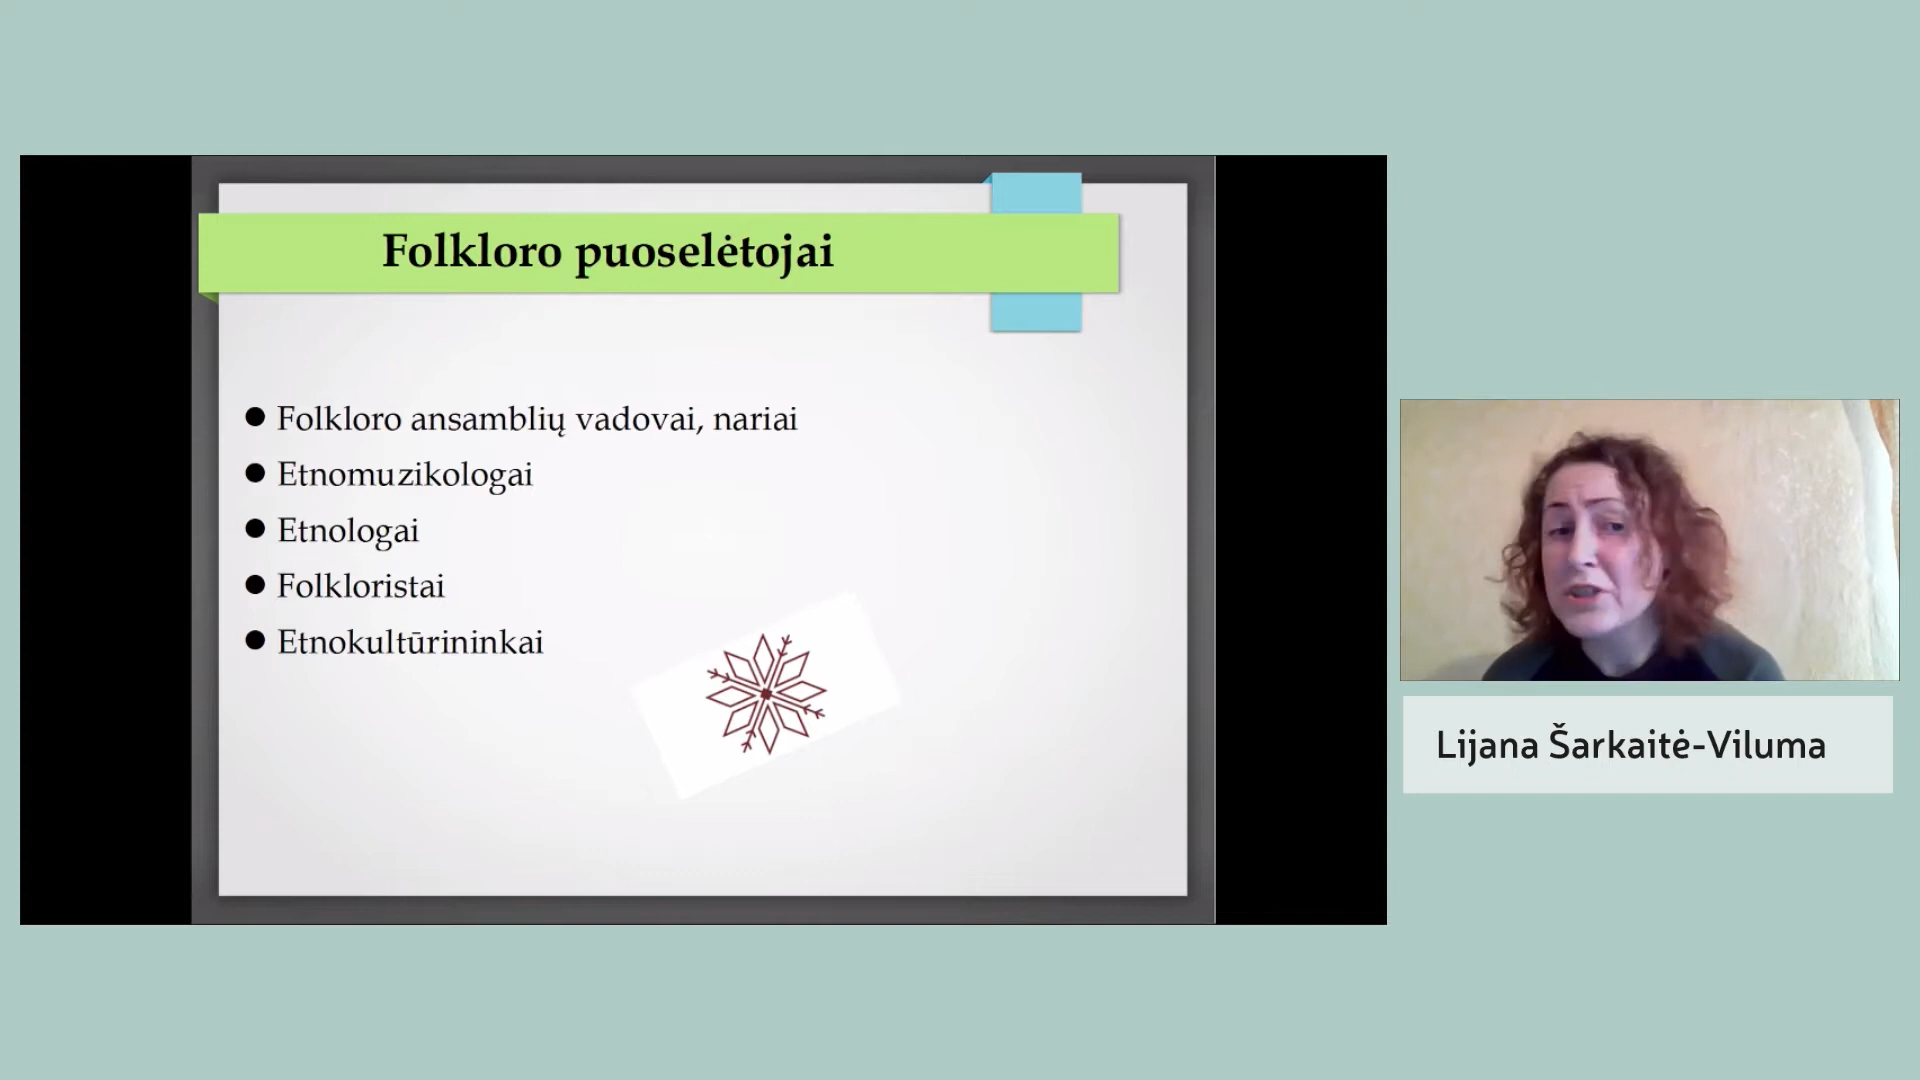 Folkloro puoselėtojai
Folkloro ansamblių vadovai, nariai
Etnomuzikologai
Etnologai
Folkloristai
Etnokultūrininkai
Lijana Šarkaitė-Viluma